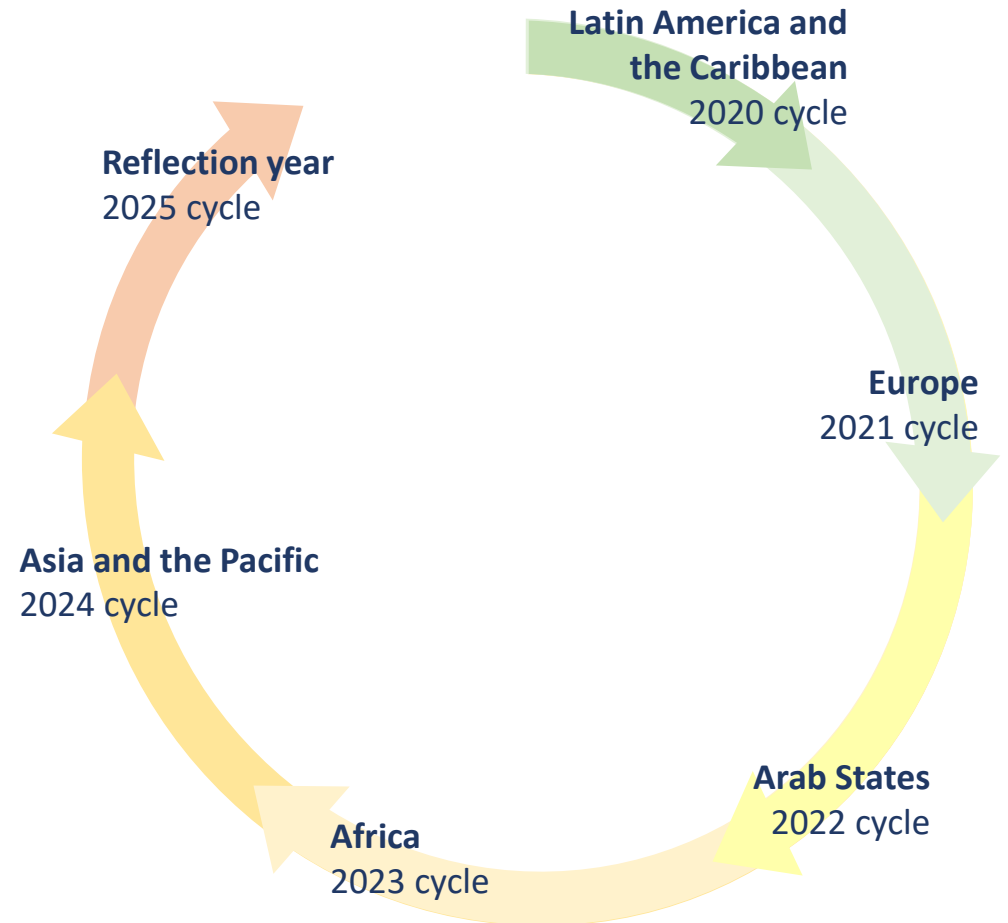 Latin America and
the Caribbean
2020 cycle
Europe
2021 cycle
Arab States
2022 cycle
Africa
2023 cycle
Asia and the Pacific
2024 cycle
Reflection year
2025 cycle